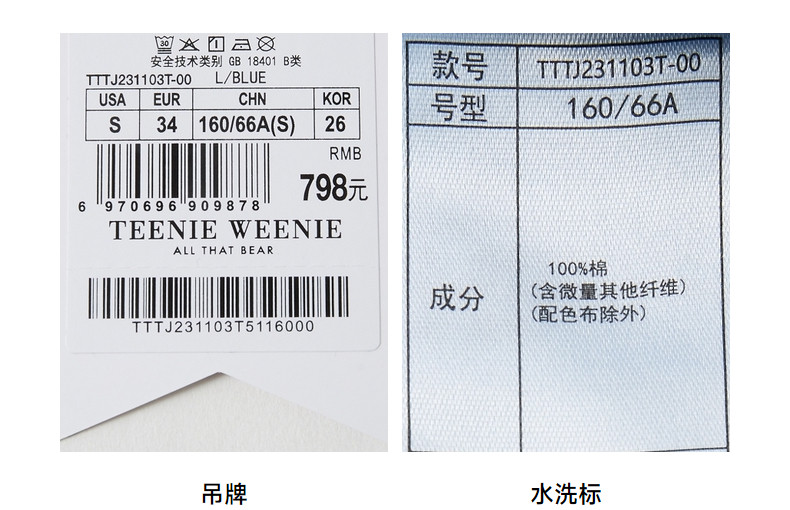 30
安全技术类别 GB 18401 B类
TTTJ231103T-00 L/BLUE
USA EUR CHN KOR
S 34 160/66A(S) 26
RMB
798元
6 970696 909878
TEENIE WEENIE
ALL THAT BEAR
TTTJ231103T5116000
吊牌
款号 TTTJ231103T-00
号型 160/66A
成分
100%棉
(含微量其他纤维)
(配色布除外)
水洗标